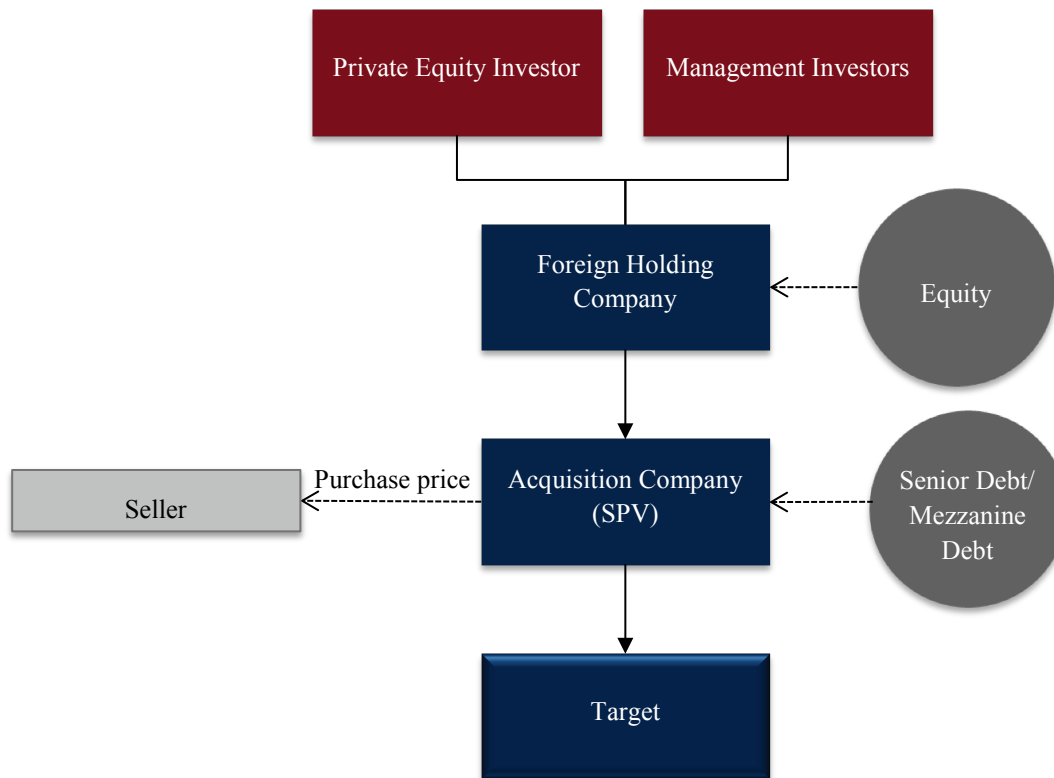 Private Equity Investor
Management Investors
Foreign Holding
Company
Equity
Purchase price
Acquisition Company
(SPV)
Senior Debt/
Mezzanine
Debt
Seller
Target